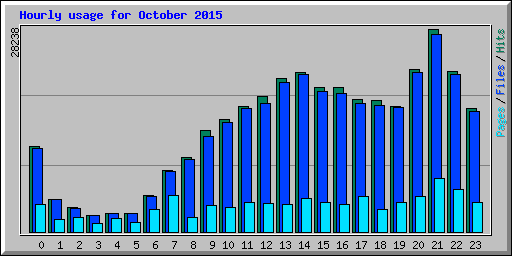 Hourly usage for October 2015
28238
Pages/Files/Hits
0 1 2 3 4 5 6 7 8 9 10 11 12 13 14 15 16 17 18 19 20 21 22 23